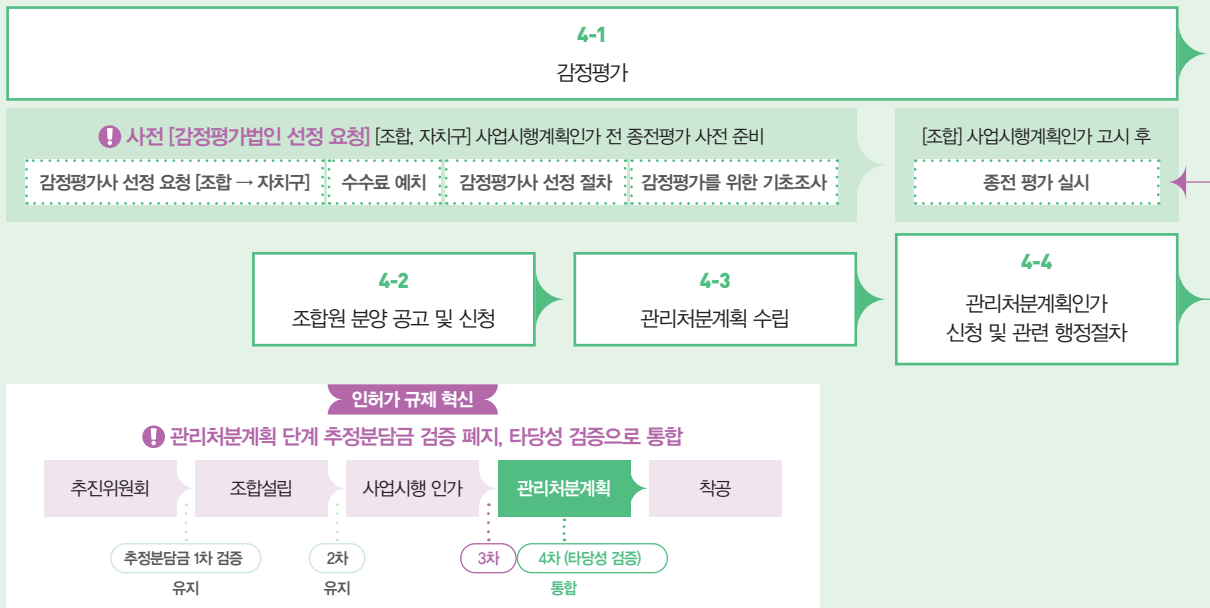 4-1
감정평가
사전 [감정평가법인 선정 요청] [조합, 자치구] 사업시행계획인가 전 종전평가 사전 준비
감정평가사 선정 요청 [조합 → 자치구]
수수료 예치
감정평가사 선정 절차
감정평가를 위한 기초조사
[조합] 사업시행계획인가 고시 후
종전 평가 실시
4-2
조합원 분양 공고 및 신청
4-3
관리처분계획 수립
4-4
관리처분계획인가
신청 및 관련 행정절차
인허가 규제 혁신
관리처분계획 단계 추정분담금 검증 폐지, 타당성 검증으로 통합
추진위원회
조합설립
사업시행 인가
관리처분계획
착공
추정분담금 1차 검증
유지
2차
유지
3차
4차 (타당성 검증)
통합